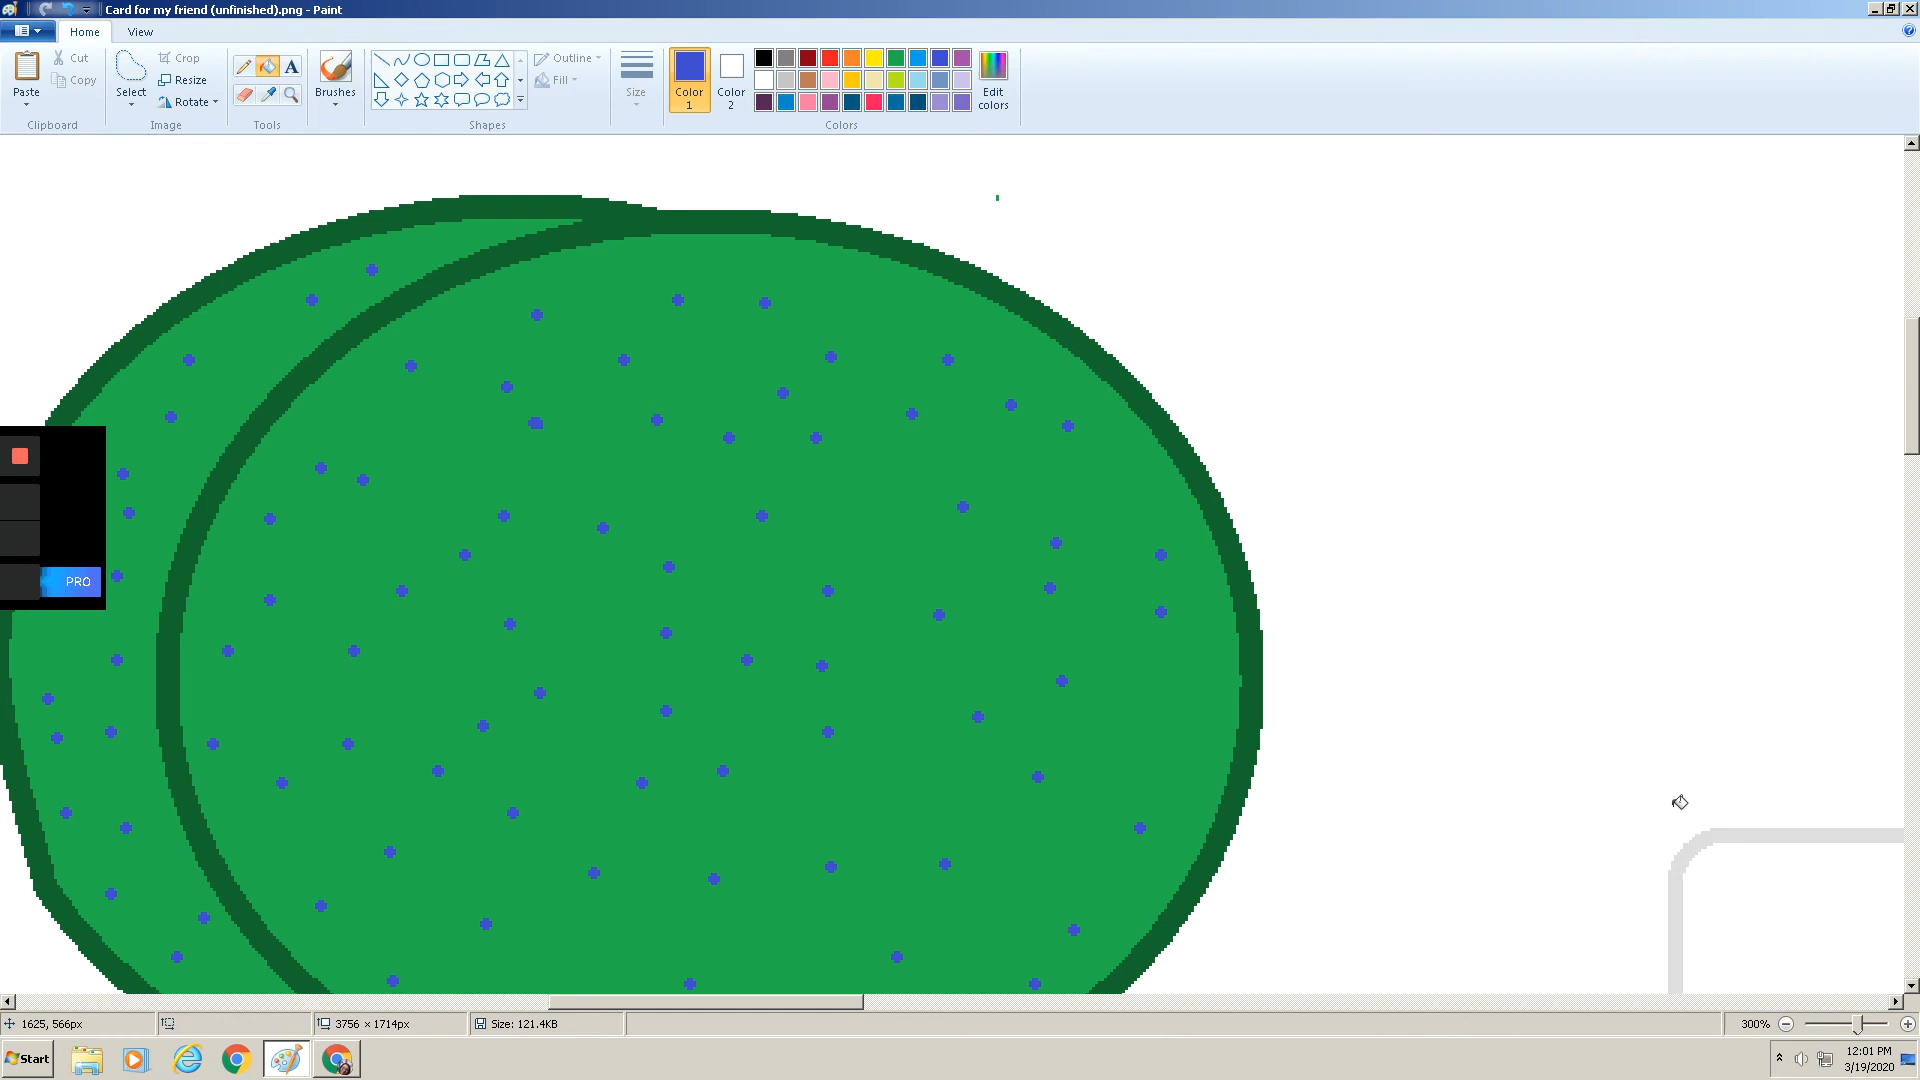 Card for my friend (unfinished).png - Paint
Home View
Paste
Cut
Copy
Clipboard
Select
Crop
Resize
Rotate
Image
A
Tools
Brushes
Outline
Fill
Shapes
Size
Color 1
Color 2
Edit colors
Colors
PRO
1625, 566px
3756 × 1714px
Size: 121.4KB
300%
Start
12:01 PM
3/19/2020